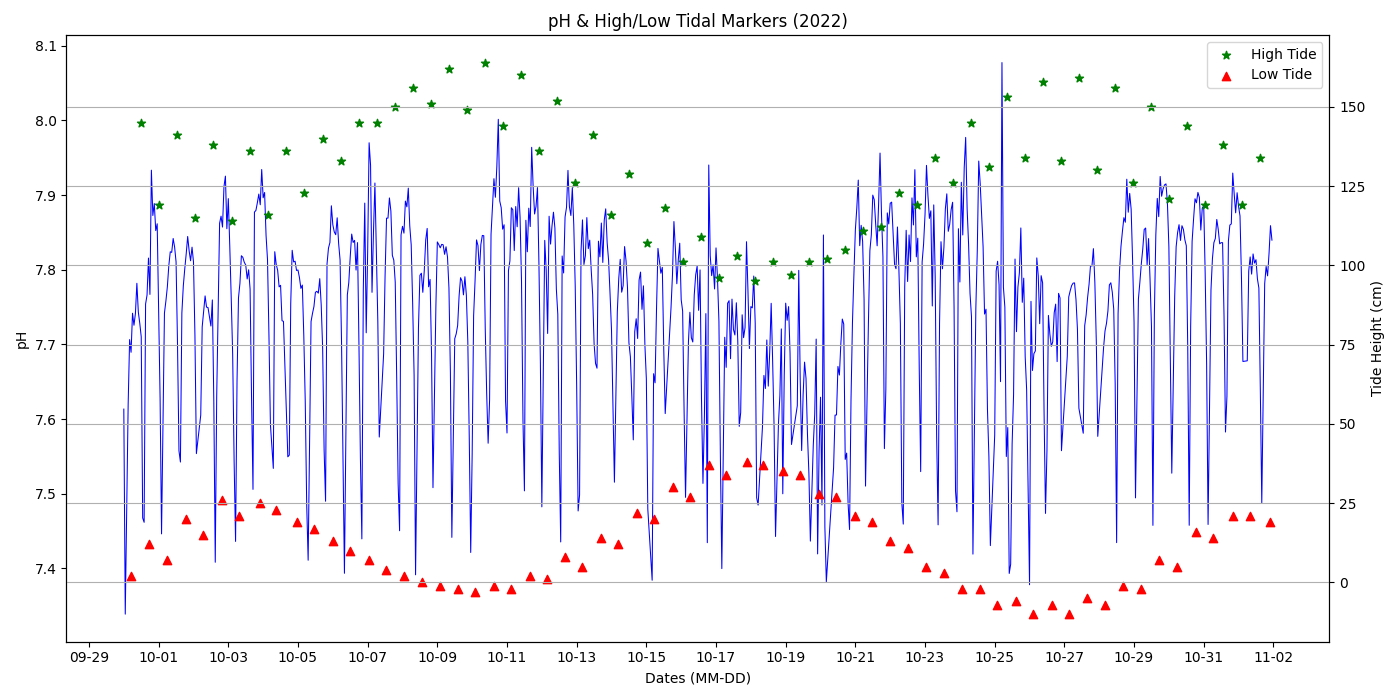 pH & High/Low Tidal Markers (2022)
High Tide
Low Tide
8.1
8.0
7.9
7.8
7.7
7.6
7.5
7.4
pH
150
125
100
75
50
25
0
Tide Height (cm)
09-29 10-01 10-03 10-05 10-07 10-09 10-11 10-13 10-15 10-17 10-19 10-21 10-23 10-25 10-27 10-29 10-31 11-02
Dates (MM-DD)